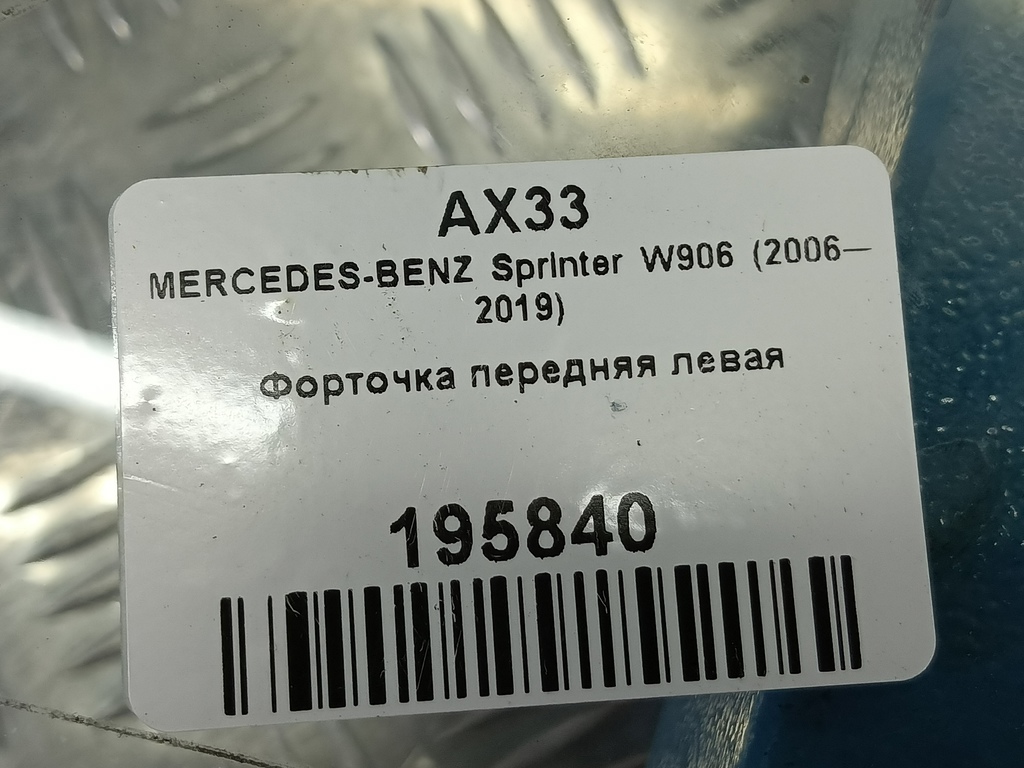 AX33
MERCEDES-BENZ Sprinter W906 (2006—
2019)
Форточка передняя левая
195840